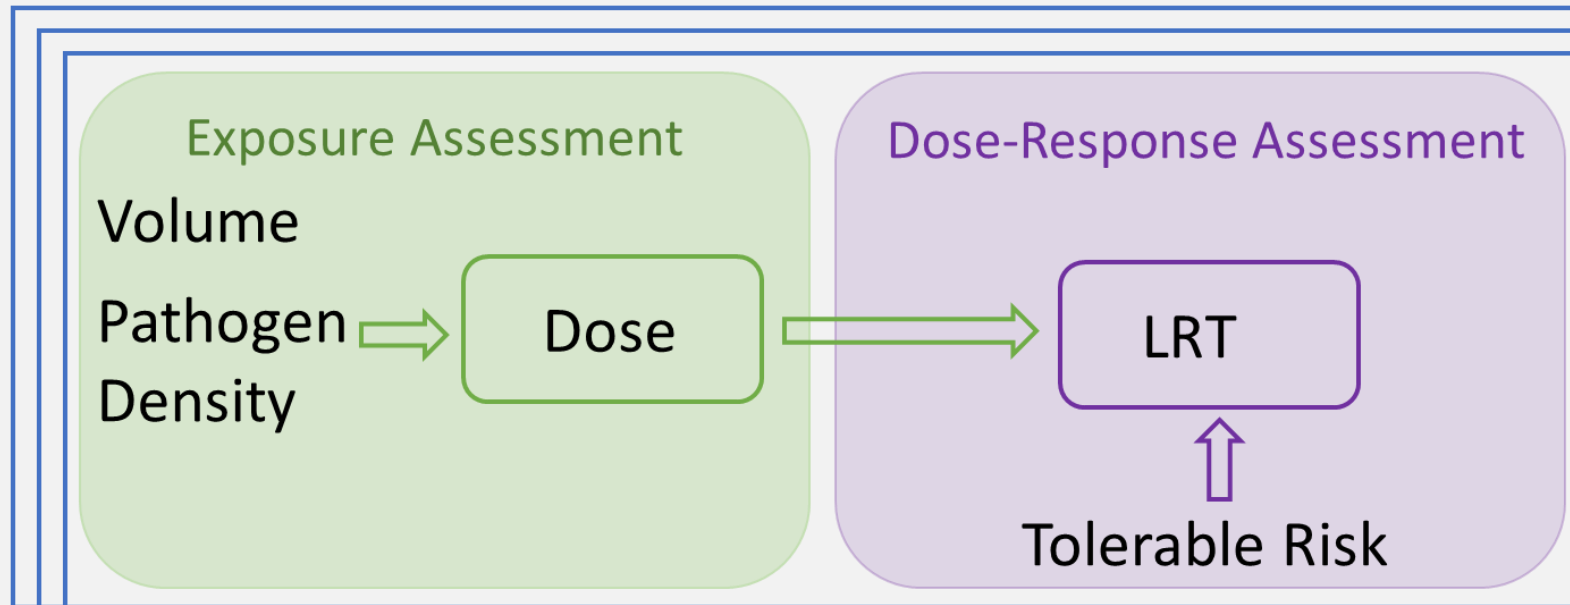 Exposure Assessment
Volume
Pathogen
Density
Dose
Dose-Response Assessment
LRT
Tolerable Risk